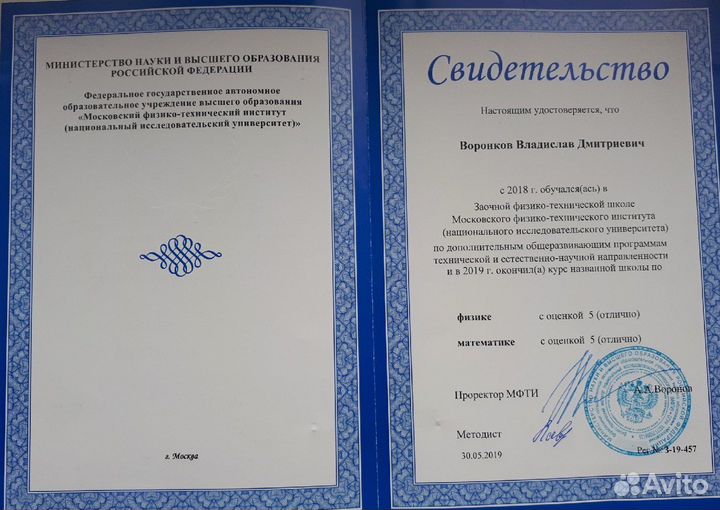 МИНИСТЕРСТВО НАУКИ И ВЫСШЕГО ОБРАЗОВАНИЯ
РОССИЙСКОЙ ФЕДЕРАЦИИ
Федеральное государственное автономное
образовательное учреждение высшего образования
«Московский физико-технический институт
(национальный исследовательский университет)»
г. Москва
Свидетельство
Настоящим удостоверяется, что
Воронков Владислав Дмитриевич
с 2018 г. обучался(ась) в
Заочной физико-технической школе
Московского физико-технического института
(национального исследовательского университета)
по дополнительным общеразвивающим программам
технической и естественно-научной направленности
и в 2019 г. окончил(а) курс названной школы по
физике с оценкой 5 (отлично)
математике с оценкой 5 (отлично)
Проректор МФТИ А.А.Воронов
Методист
30.05.2019 Рег.№ 3-19-457
Avito